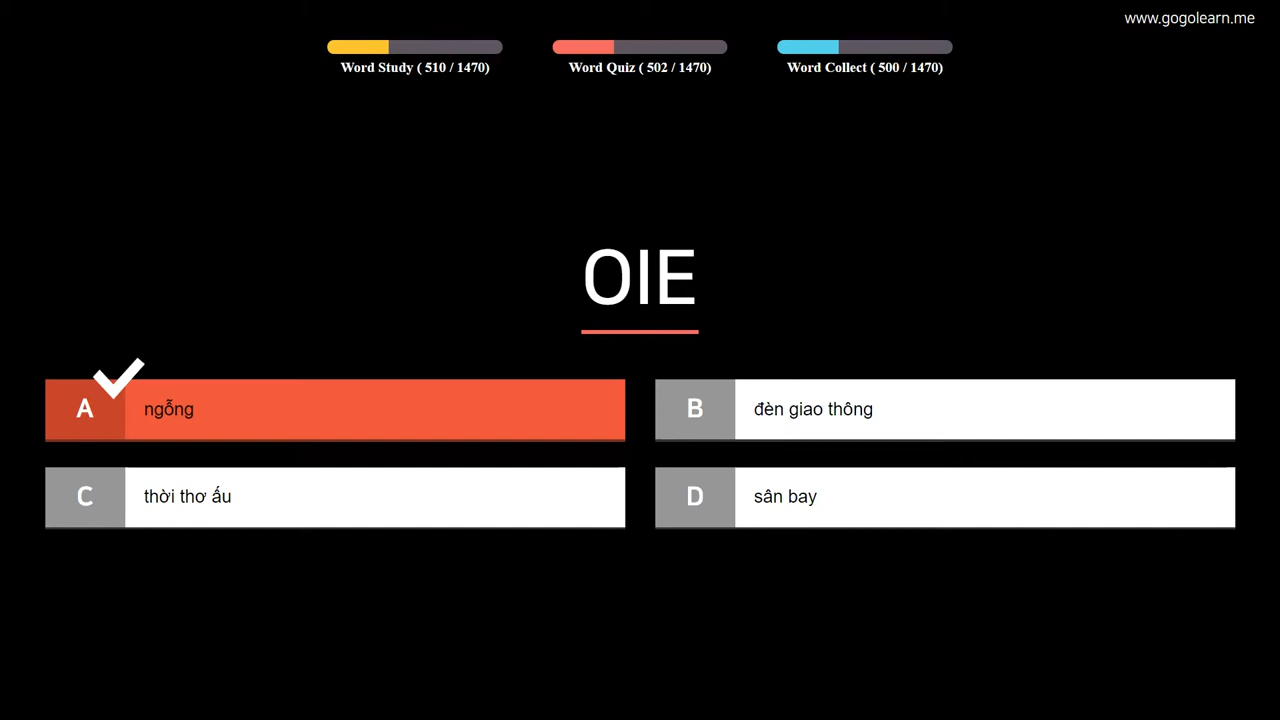 www.gogolearn.me
Word Study ( 510 / 1470)
Word Quiz ( 502 / 1470)
Word Collect ( 500 / 1470)
OIE
A ngỗng
B đèn giao thông
C thời thơ ấu
D sân bay